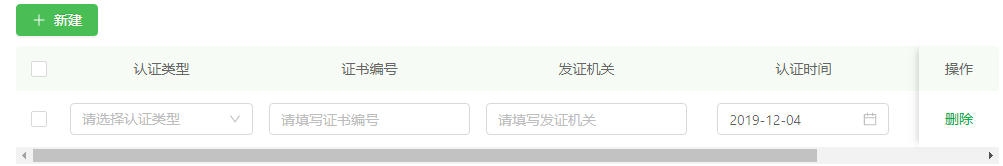 新建
认证类型 证书编号 发证机关 认证时间 操作
请选择认证类型 请填写证书编号 请填写发证机关 2019-12-04 删除